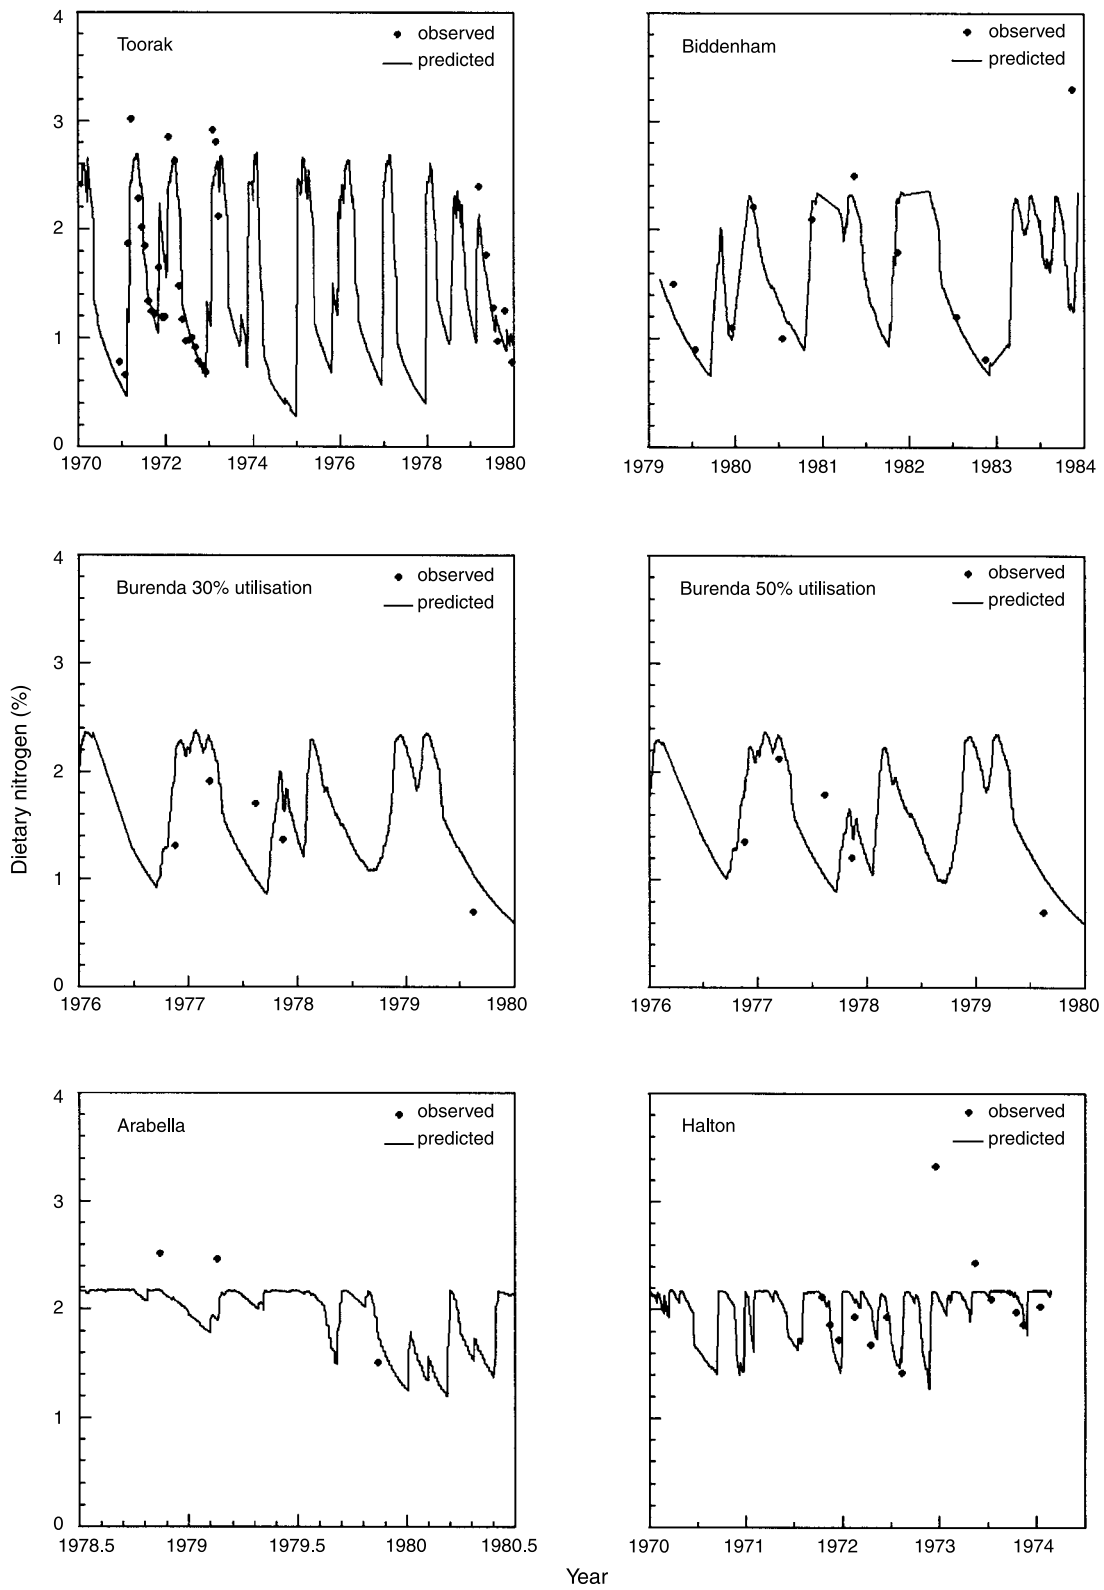 4
Toorak
observed
predicted
Biddenham
observed
predicted
3
2
1
0
1970 1972 1974 1976 1978 1980
1979 1980 1981 1982 1983 1984
4
Burenda 30% utilisation
observed
predicted
Burenda 50% utilisation
observed
predicted
3
2
1
0
1976 1977 1978 1979 1980
1976 1977 1978 1979 1980
Dietary nitrogen (%)
4
Arabella
observed
predicted
Halton
observed
predicted
3
2
1
0
1978.5 1979 1979.5 1980 1980.5
1970 1971 1972 1973 1974
Year